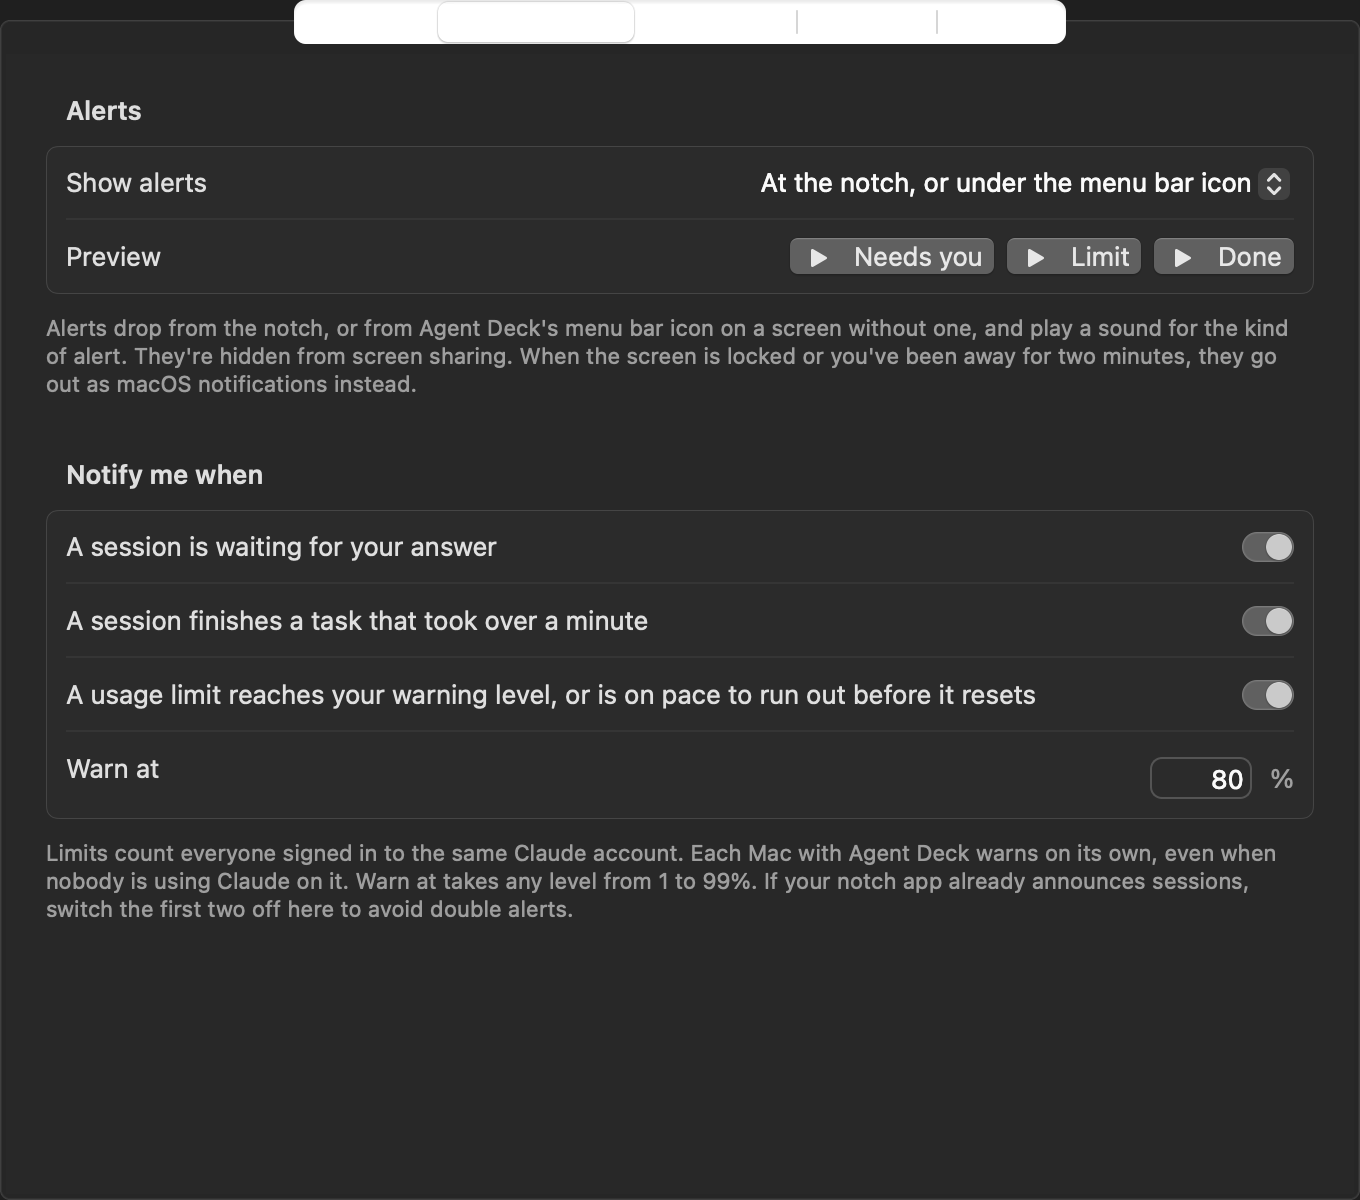 Alerts
Show alerts
At the notch, or under the menu bar icon
Preview
Needs you
Limit
Done
Alerts drop from the notch, or from Agent Deck's menu bar icon on a screen without one, and play a sound for the kind
of alert. They're hidden from screen sharing. When the screen is locked or you've been away for two minutes, they go
out as macOS notifications instead.
Notify me when
A session is waiting for your answer
A session finishes a task that took over a minute
A usage limit reaches your warning level, or is on pace to run out before it resets
Warn at
80 %
Limits count everyone signed in to the same Claude account. Each Mac with Agent Deck warns on its own, even when
nobody is using Claude on it. Warn at takes any level from 1 to 99%. If your notch app already announces sessions,
switch the first two off here to avoid double alerts.